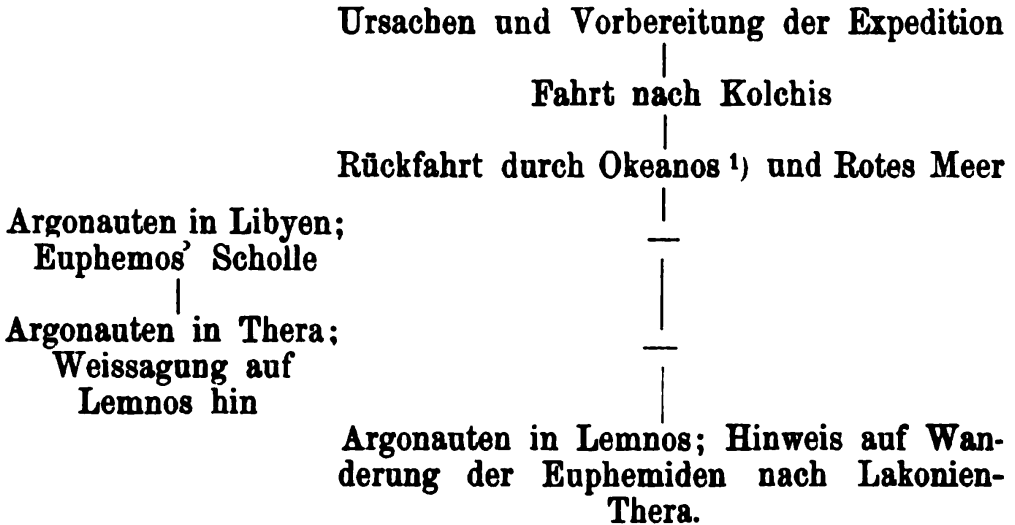 Ursachen und Vorbereitung der Expedition
Fahrt nach Kolchis
Rückfahrt durch Okeanos ¹) und Rotes Meer
Argonauten in Libyen;
Euphemos’ Scholle
Argonauten in Thera;
Weissagung auf
Lemnos hin
Argonauten in Lemnos; Hinweis auf Wan-
derung der Euphemiden nach Lakonien-
Thera.